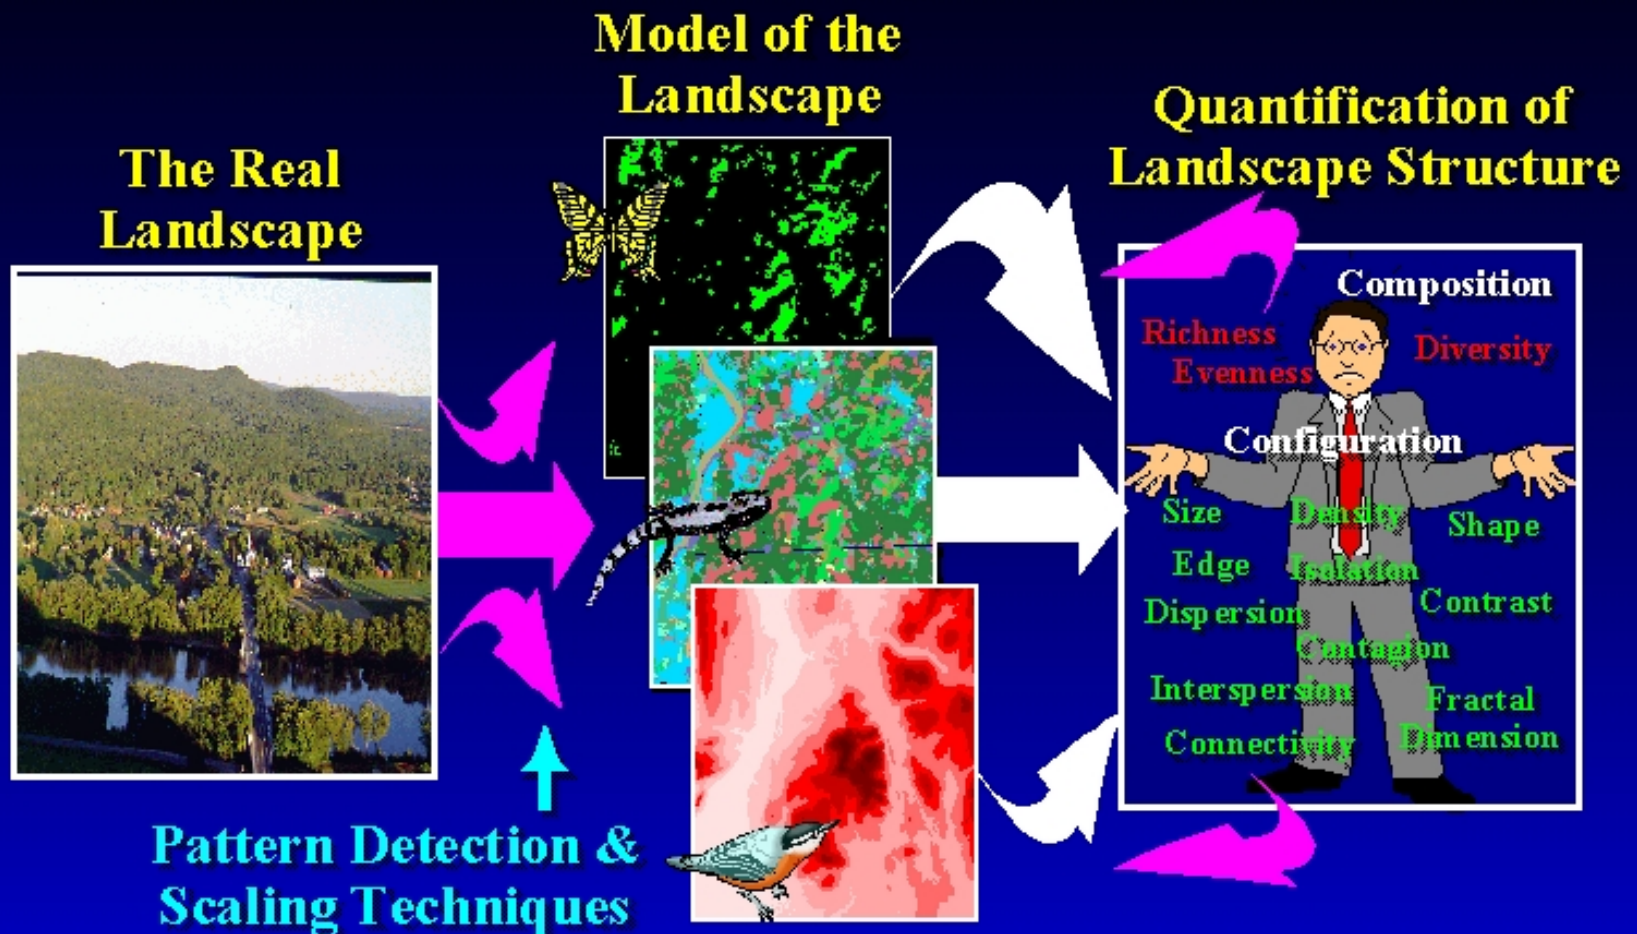 The Real
Landscape
Model of the
Landscape
Quantification of
Landscape Structure
Composition
Richness
Diversity
Evenness
Configuration
Size
Density
Shape
Edge
Isolation
Dispersion
Contrast
Contagion
Interspersion
Fractal
Dimension
Connectivity
Pattern Detection &
Scaling Techniques